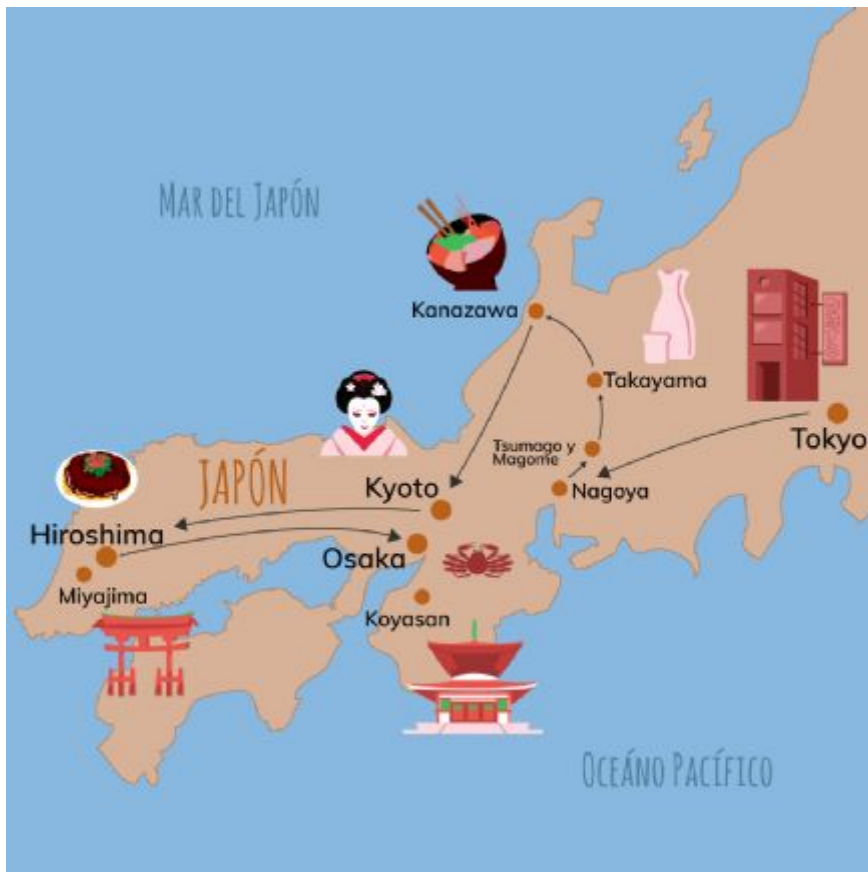 Mar del Japón
Kanazawa
Takayama
Tokyo
Tsumago y
Magome
Nagoya
JAPÓN
Kyoto
Hiroshima
Osaka
Miyajima
Koyasan
Oceáno Pacífico